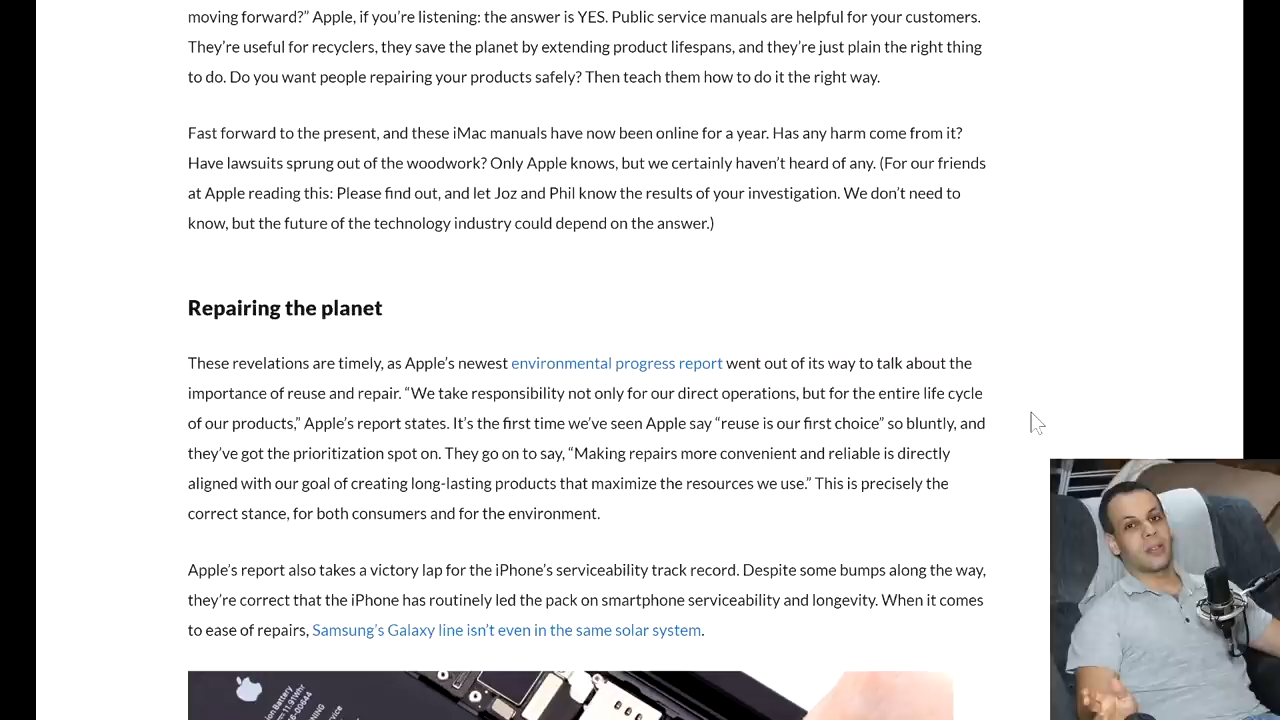 moving forward?” Apple, if you’re listening: the answer is YES. Public service manuals are helpful for your customers.
They’re useful for recyclers, they save the planet by extending product lifespans, and they’re just plain the right thing
to do. Do you want people repairing your products safely? Then teach them how to do it the right way.
Fast forward to the present, and these iMac manuals have now been online for a year. Has any harm come from it?
Have lawsuits sprung out of the woodwork? Only Apple knows, but we certainly haven’t heard of any. (For our friends
at Apple reading this: Please find out, and let Joz and Phil know the results of your investigation. We don’t need to
know, but the future of the technology industry could depend on the answer.)
Repairing the planet
These revelations are timely, as Apple’s newest environmental progress report went out of its way to talk about the
importance of reuse and repair. “We take responsibility not only for our direct operations, but for the entire life cycle
of our products,” Apple’s report states. It’s the first time we’ve seen Apple say “reuse is our first choice” so bluntly, and
they’ve got the prioritization spot on. They go on to say, “Making repairs more convenient and reliable is directly
aligned with our goal of creating long-lasting products that maximize the resources we use.” This is precisely the
correct stance, for both consumers and for the environment.
Apple’s report also takes a victory lap for the iPhone’s serviceability track record. Despite some bumps along the way,
they’re correct that the iPhone has routinely led the pack on smartphone serviceability and longevity. When it comes
to ease of repairs, Samsung’s Galaxy line isn’t even in the same solar system.
Battery